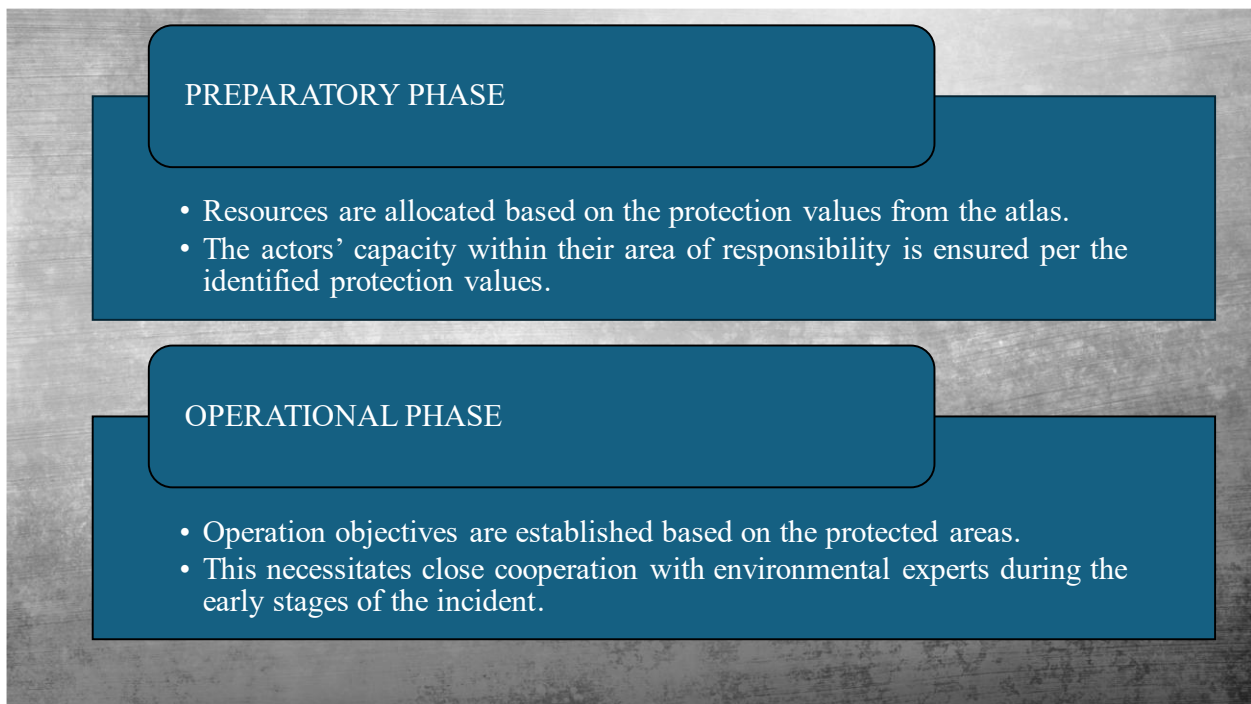 PREPARATORY PHASE
• Resources are allocated based on the protection values from the atlas.
• The actors’ capacity within their area of responsibility is ensured per the
identified protection values.
OPERATIONAL PHASE
• Operation objectives are established based on the protected areas.
• This necessitates close cooperation with environmental experts during the
early stages of the incident.